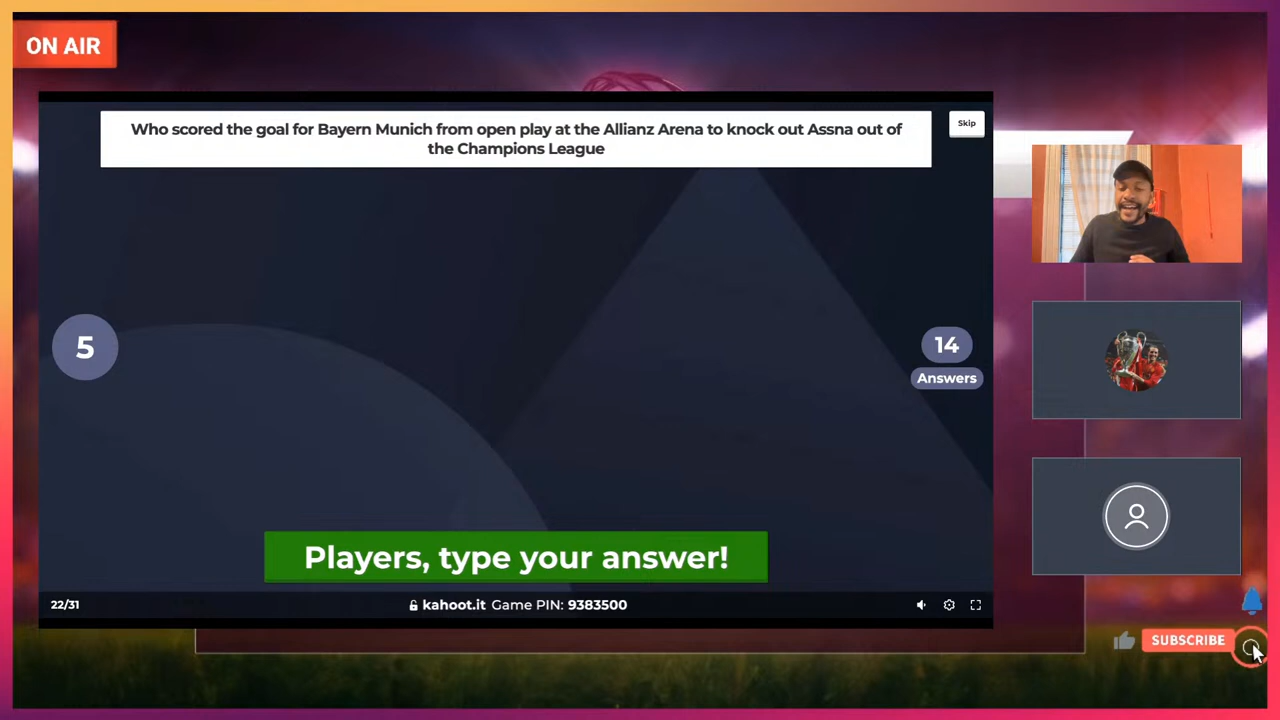 ON AIR
Who scored the goal for Bayern Munich from open play at the Allianz Arena to knock out Assna out of
the Champions League
Skip
5
14
Answers
Players, type your answer!
22/31
kahoot.it Game PIN: 9383500
SUBSCRIBE